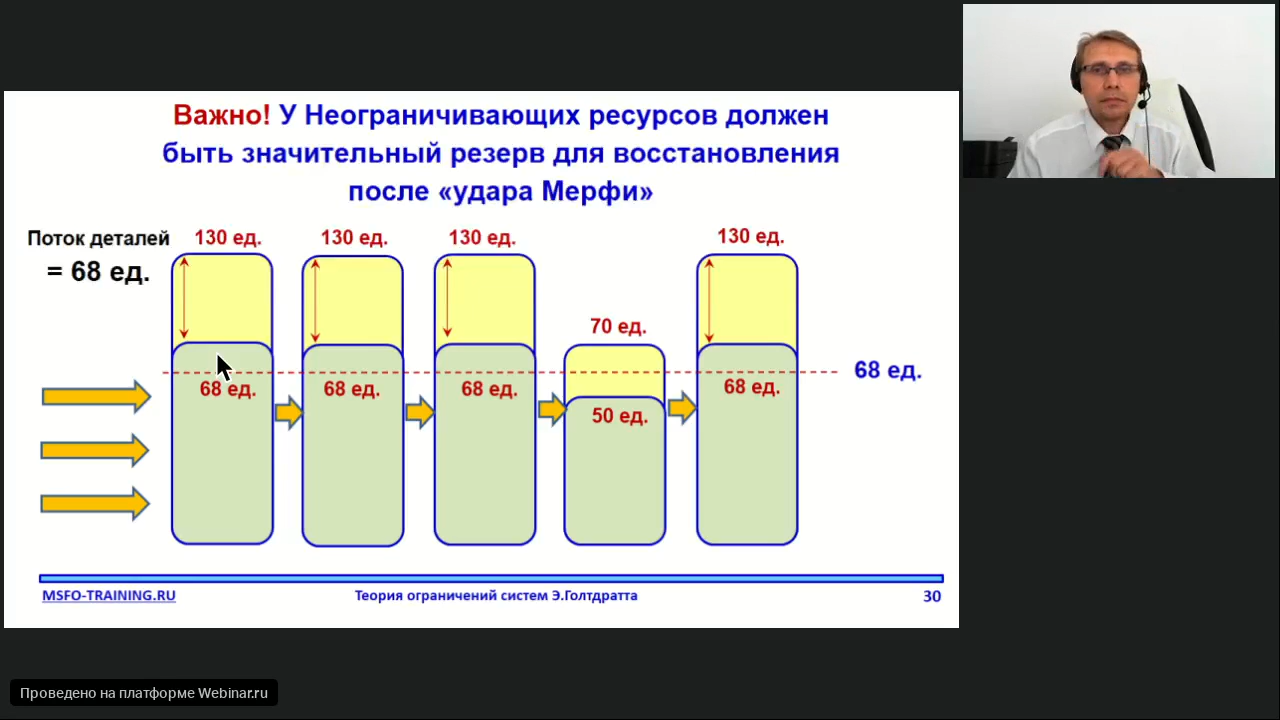 Важно! У Неограничивающих ресурсов должен
быть значительный резерв для восстановления
после «удара Мерфи»
Поток деталей
= 68 ед.
130 ед.
130 ед.
130 ед.
130 ед.
70 ед.
68 ед.
68 ед.
68 ед.
68 ед.
50 ед.
68 ед.
MSFO-TRAINING.RU
Теория ограничений систем Э.Голтдратта
30
Проведено на платформе Webinar.ru